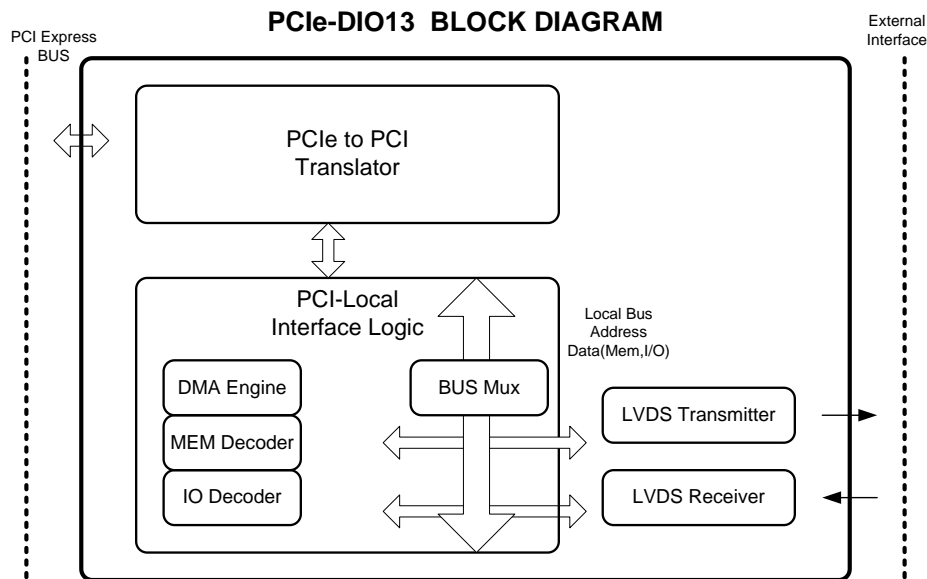 PCIe-DIO13 BLOCK DIAGRAM
PCI Express
BUS
External
Interface
PCIe to PCI
Translator
PCI-Local
Interface Logic
Local Bus
Address
Data(Mem,I/O)
DMA Engine
BUS Mux
LVDS Transmitter
MEM Decoder
IO Decoder
LVDS Receiver